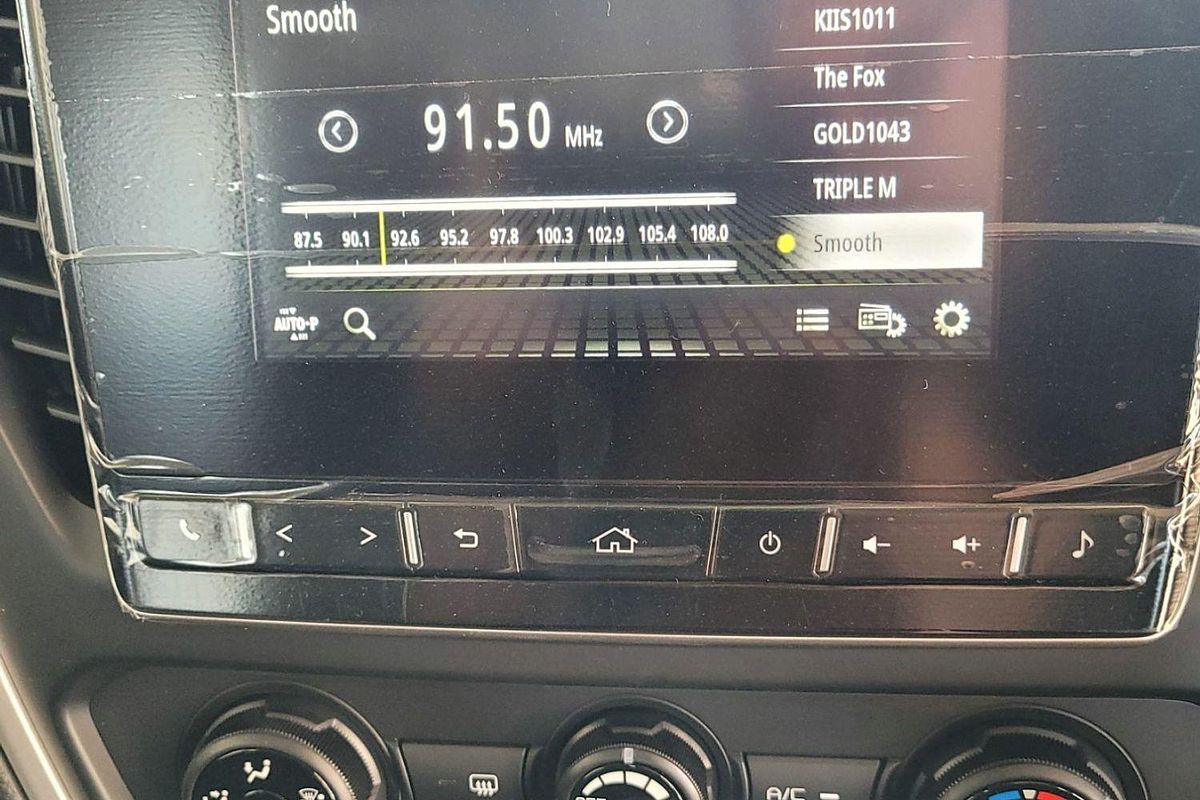 Smooth
KIIS1011
The Fox
91.50 MHz
GOLD1043
TRIPLE M
87.5 90.1 92.6 95.2 97.8 100.3 102.9 105.4 108.0
Smooth
AUTO·P
A/C
OFF